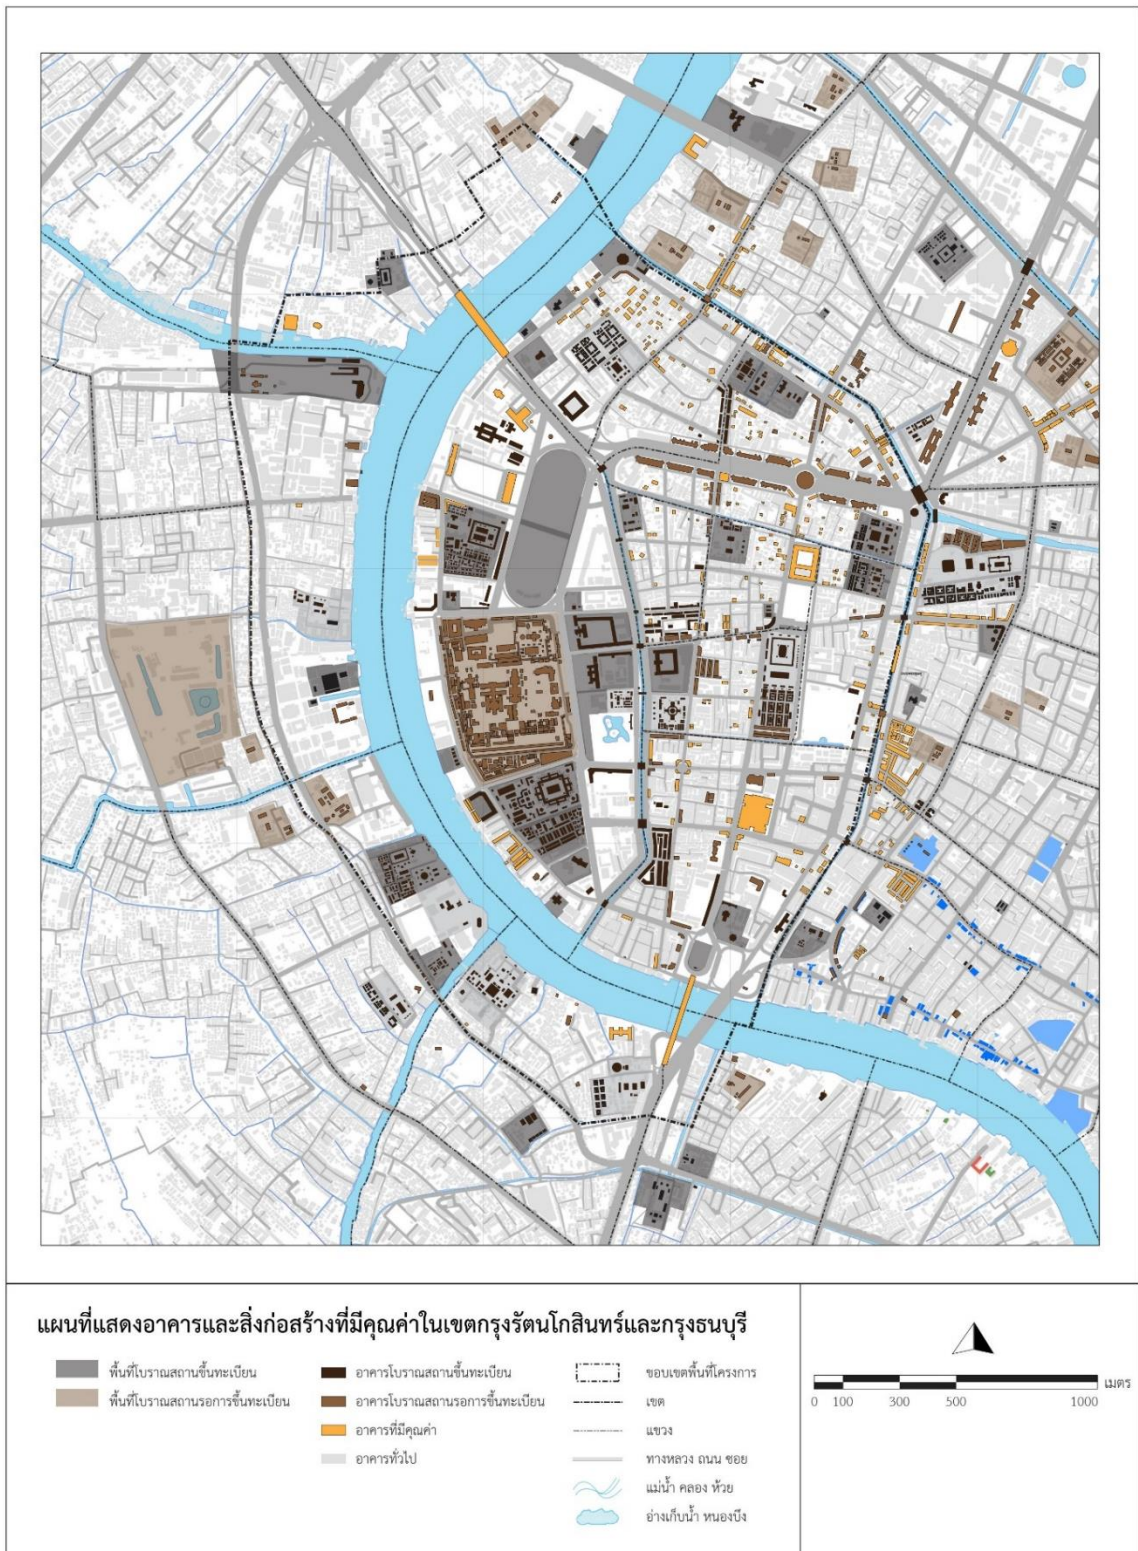 แผนที่แสดงอาคารและสิ่งก่อสร้างที่มีคุณค่าในเขตกรุงรัตนโกสินทร์และกรุงธนบุรี
พื้นที่โบราณสถานขึ้นทะเบียน
พื้นที่โบราณสถานรอการขึ้นทะเบียน
อาคารโบราณสถานขึ้นทะเบียน
อาคารโบราณสถานรอการขึ้นทะเบียน
อาคารที่มีคุณค่า
อาคารทั่วไป
ขอบเขตพื้นที่โครงการ
เขต
แขวง
ทางหลวง ถนน ซอย
แม่น้ำ คลอง ห้วย
อ่างเก็บน้ำ หนองบึง
เมตร
0 100 300 500 1000